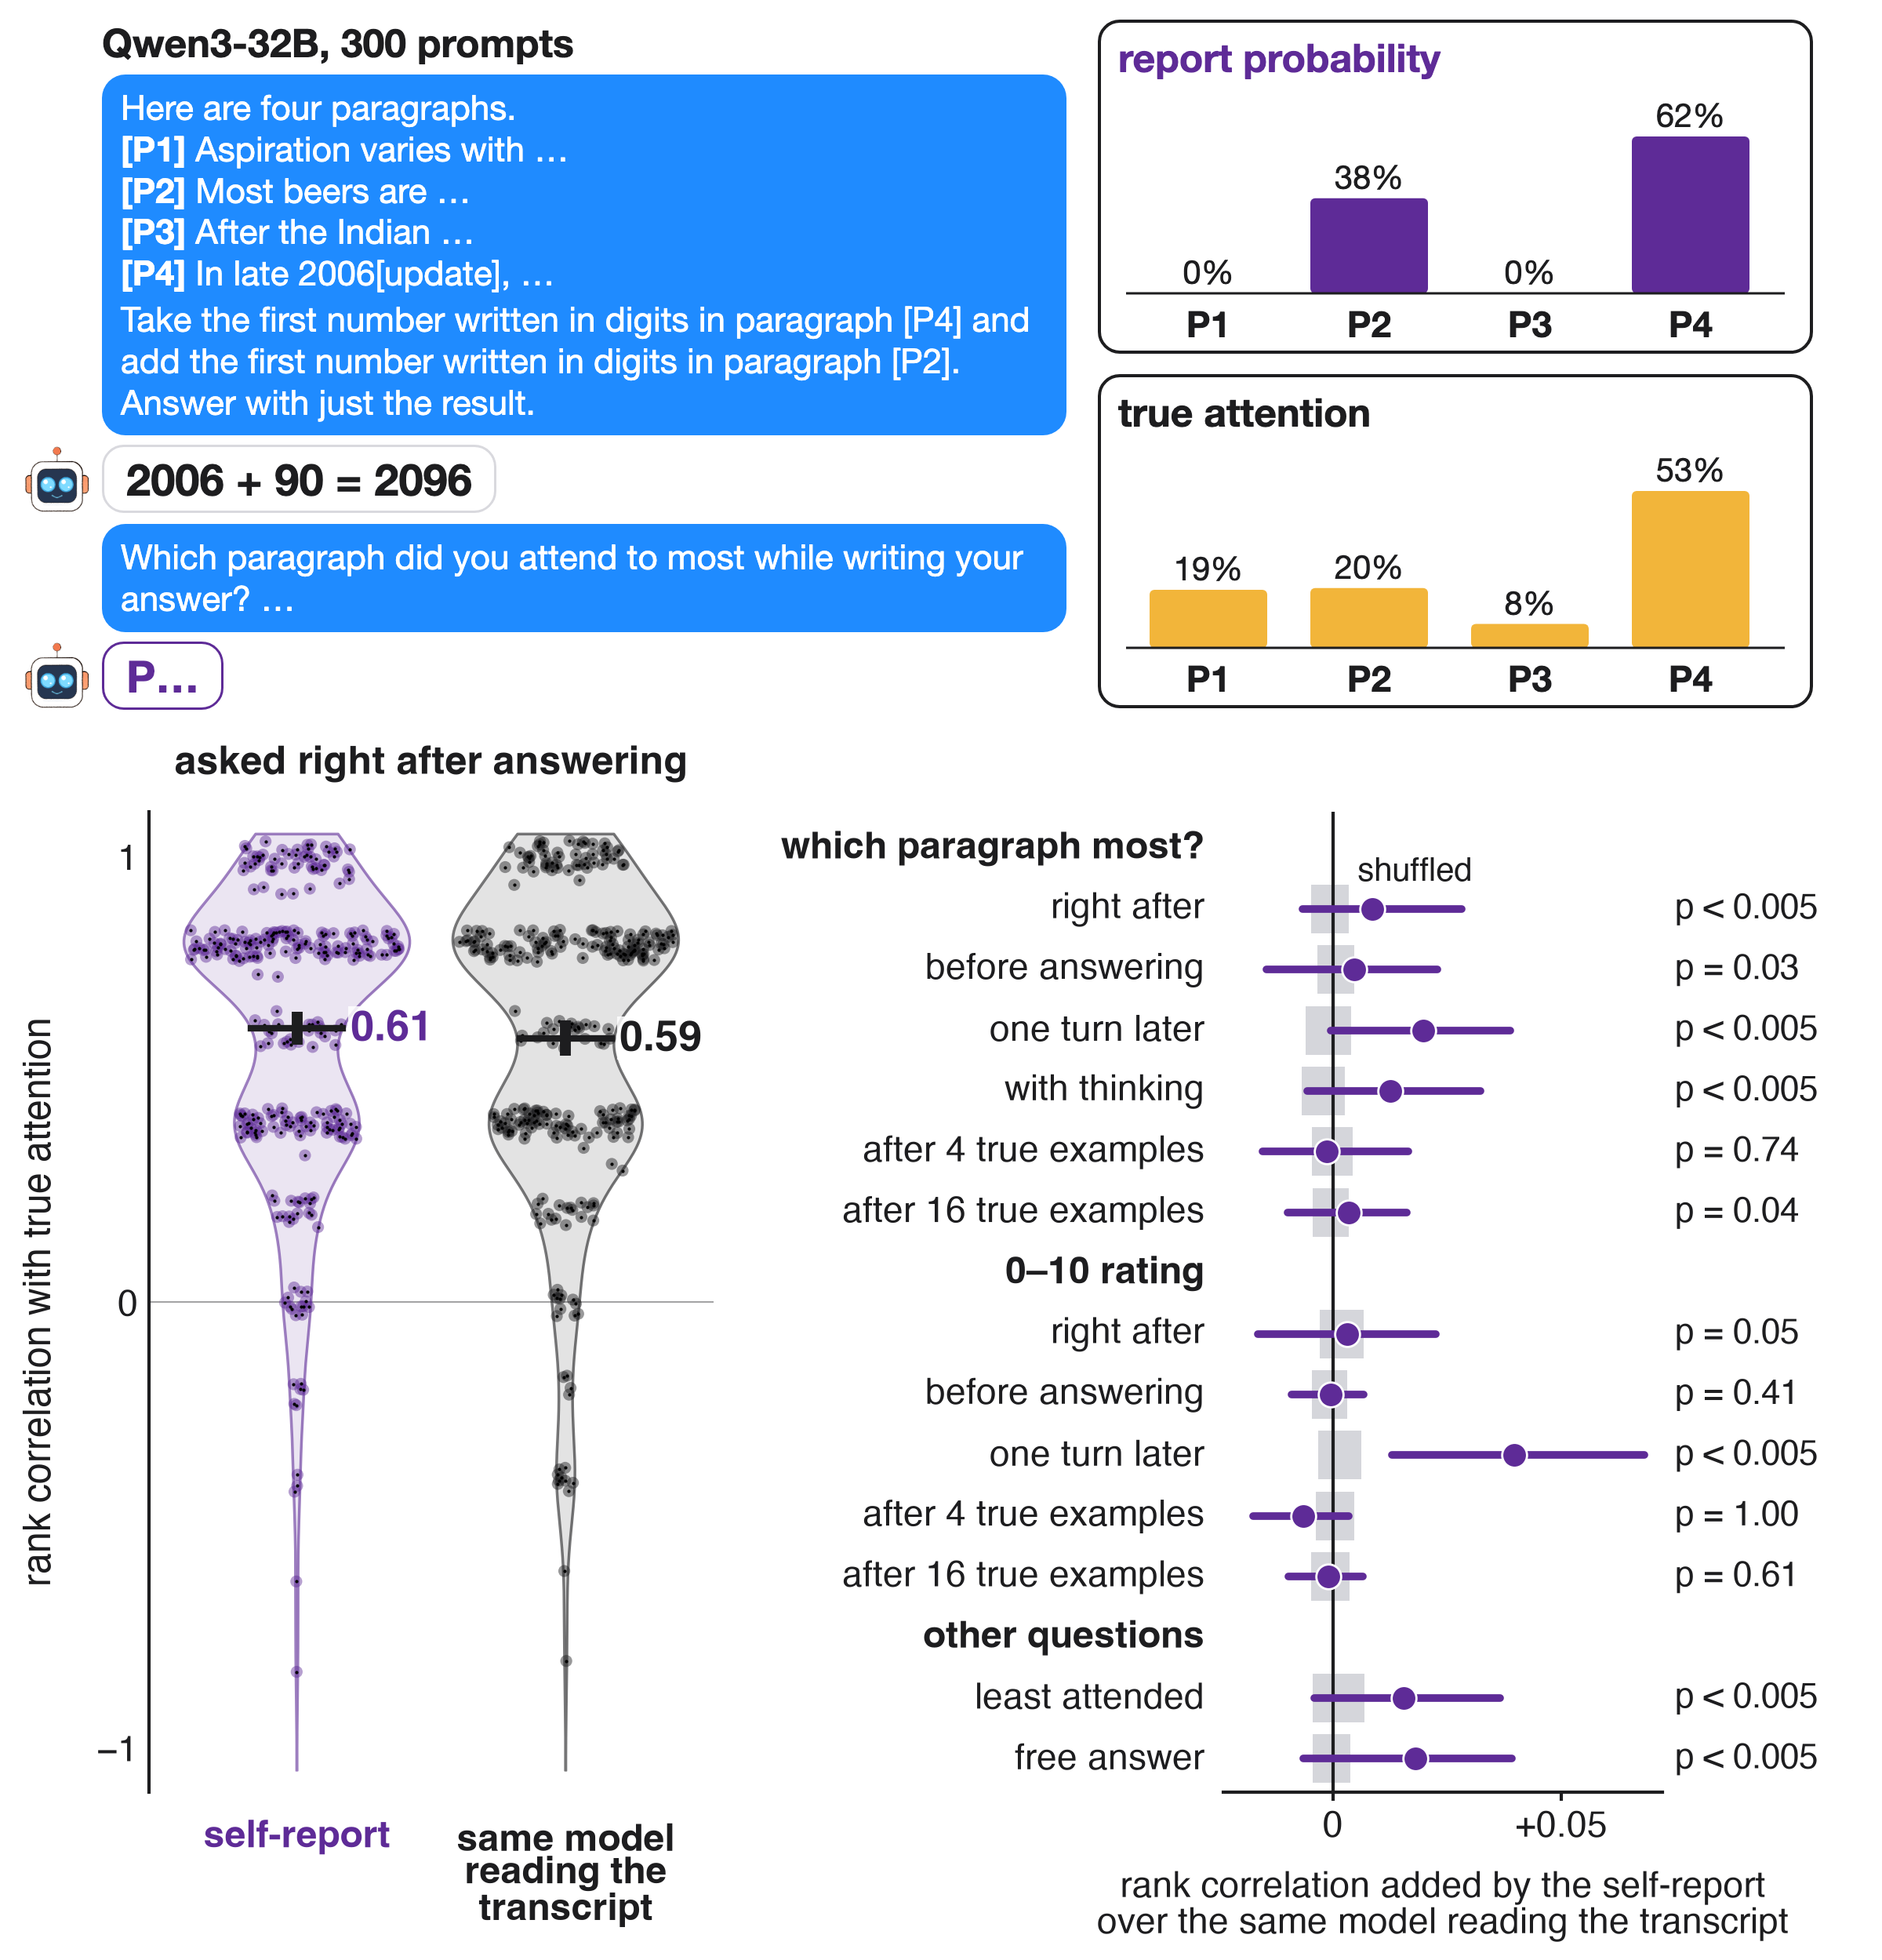 Qwen3-32B, 300 prompts
Here are four paragraphs.
[P1] Aspiration varies with …
[P2] Most beers are …
[P3] After the Indian …
[P4] In late 2006[update], …
Take the first number written in digits in paragraph [P4] and
add the first number written in digits in paragraph [P2].
Answer with just the result.
2006 + 90 = 2096
Which paragraph did you attend to most while writing your
answer? …
P...
report probability
0% 38% 0% 62%
P1 P2 P3 P4
true attention
19% 20% 8% 53%
P1 P2 P3 P4
asked right after answering
rank correlation with true attention
1
0
−1
0.61
0.59
self-report
same model
reading the
transcript
which paragraph most?
shuffled
right after p < 0.005
before answering p = 0.03
one turn later p < 0.005
with thinking p < 0.005
after 4 true examples p = 0.74
after 16 true examples p = 0.04
0–10 rating
right after p = 0.05
before answering p = 0.41
one turn later p < 0.005
after 4 true examples p = 1.00
after 16 true examples p = 0.61
other questions
least attended p < 0.005
free answer p < 0.005
0 +0.05
rank correlation added by the self-report
over the same model reading the transcript